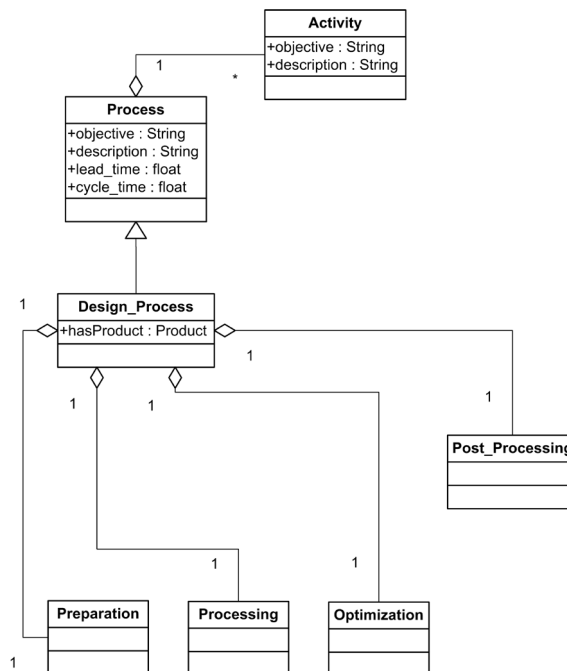 Activity
+objective : String
+description : String
1
*
Process
+objective : String
+description : String
+lead_time : float
+cycle_time : float
1
Design_Process
+hasProduct : Product
1
1
1
1
Post_Processing
1
1
Preparation
Processing
Optimization
1